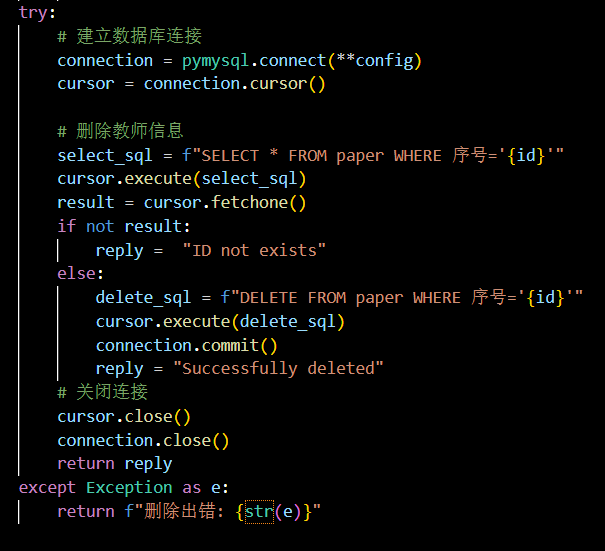 try:
    # 建立数据库连接
    connection = pymysql.connect(**config)
    cursor = connection.cursor()

    # 删除教师信息
    select_sql = f"SELECT * FROM paper WHERE 序号='{id}'"
    cursor.execute(select_sql)
    result = cursor.fetchone()
    if not result:
        reply =  "ID not exists"
    else:
        delete_sql = f"DELETE FROM paper WHERE 序号='{id}'"
        cursor.execute(delete_sql)
        connection.commit()
        reply = "Successfully deleted"
    # 关闭连接
    cursor.close()
    connection.close()
    return reply
except Exception as e:
    return f"删除出错: {str(e)}"